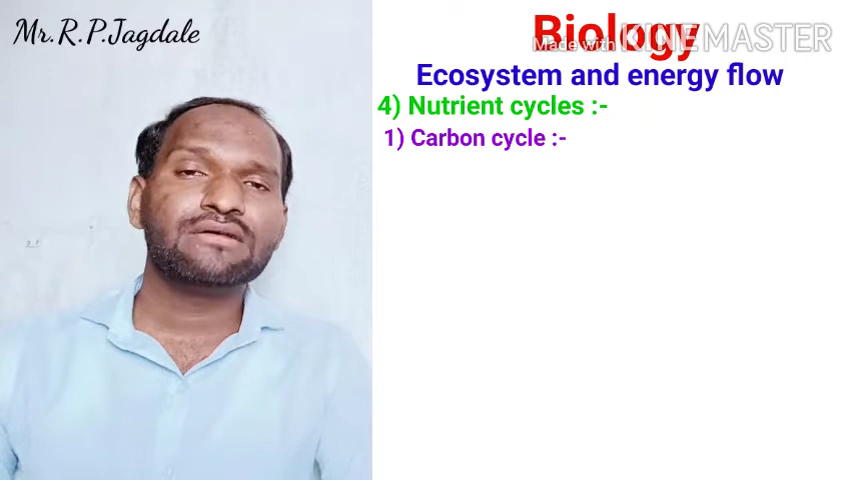 Mr.R.P.Jagdale
Biology
Made with KINEMASTER
Ecosystem and energy flow
4) Nutrient cycles :-
1) Carbon cycle :-